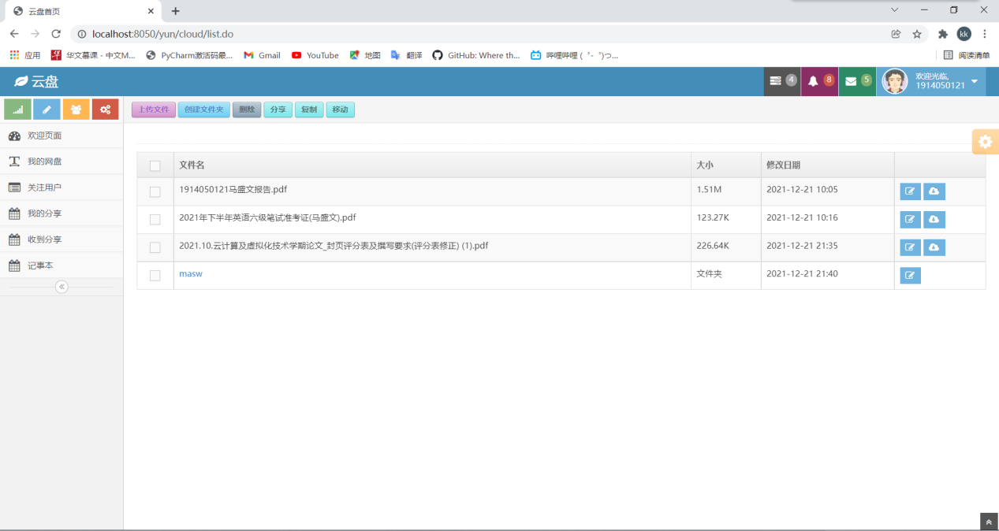 云盘首页
localhost:8050/yun/cloud/list.do
kk
应用 华文慕课 - 中文M... PyCharm激活码最... Gmail YouTube 地图 翻译 GitHub: Where th... 哔哩哔哩 ( ゜- ゜)つ... 阅读清单
云盘 4 8 5 欢迎光临,
1914050121
上传文件 创建文件夹 删除 分享 复制 移动
欢迎页面
我的网盘
关注用户
我的分享
收到分享
记事本
文件名 大小 修改日期
1914050121马盛文报告.pdf 1.51M 2021-12-21 10:05
2021年下半年英语六级笔试准考证(马盛文).pdf 123.27K 2021-12-21 10:16
2021.10.云计算及虚拟化技术学期论文_封页评分表及撰写要求(评分表修正) (1).pdf 226.64K 2021-12-21 21:35
masw 文件夹 2021-12-21 21:40